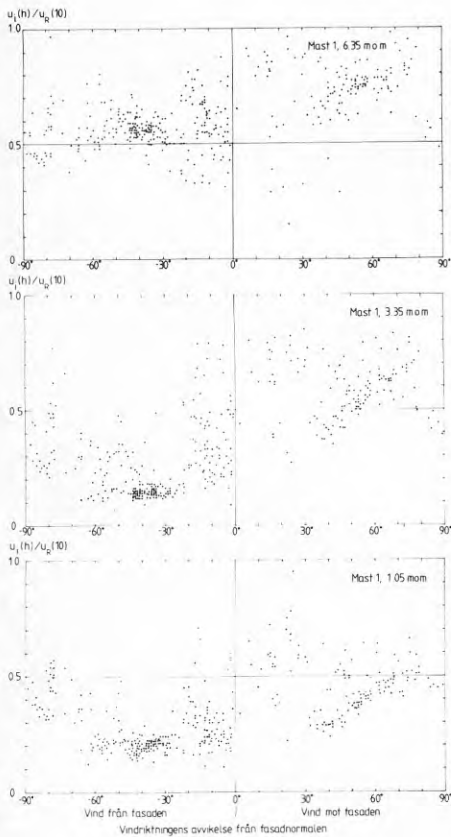 u₁(h)/u_R(10)
1.0
Mast 1, 6.35 m o m
0.5
0
-90° -60° -30° 0° 30° 60° 90°
u₁(h)/u_R(10)
1.0
Mast 1, 3.35 m o m
0.5
0
-90° -60° -30° 0° 30° 60° 90°
u₁(h)/u_R(10)
1.0
Mast 1, 1.05 m o m
0.5
0
-90° -60° -30° 0° 30° 60° 90°
Vind från fasaden Vind mot fasaden
Vindriktningens avvikelse från fasadnormalen